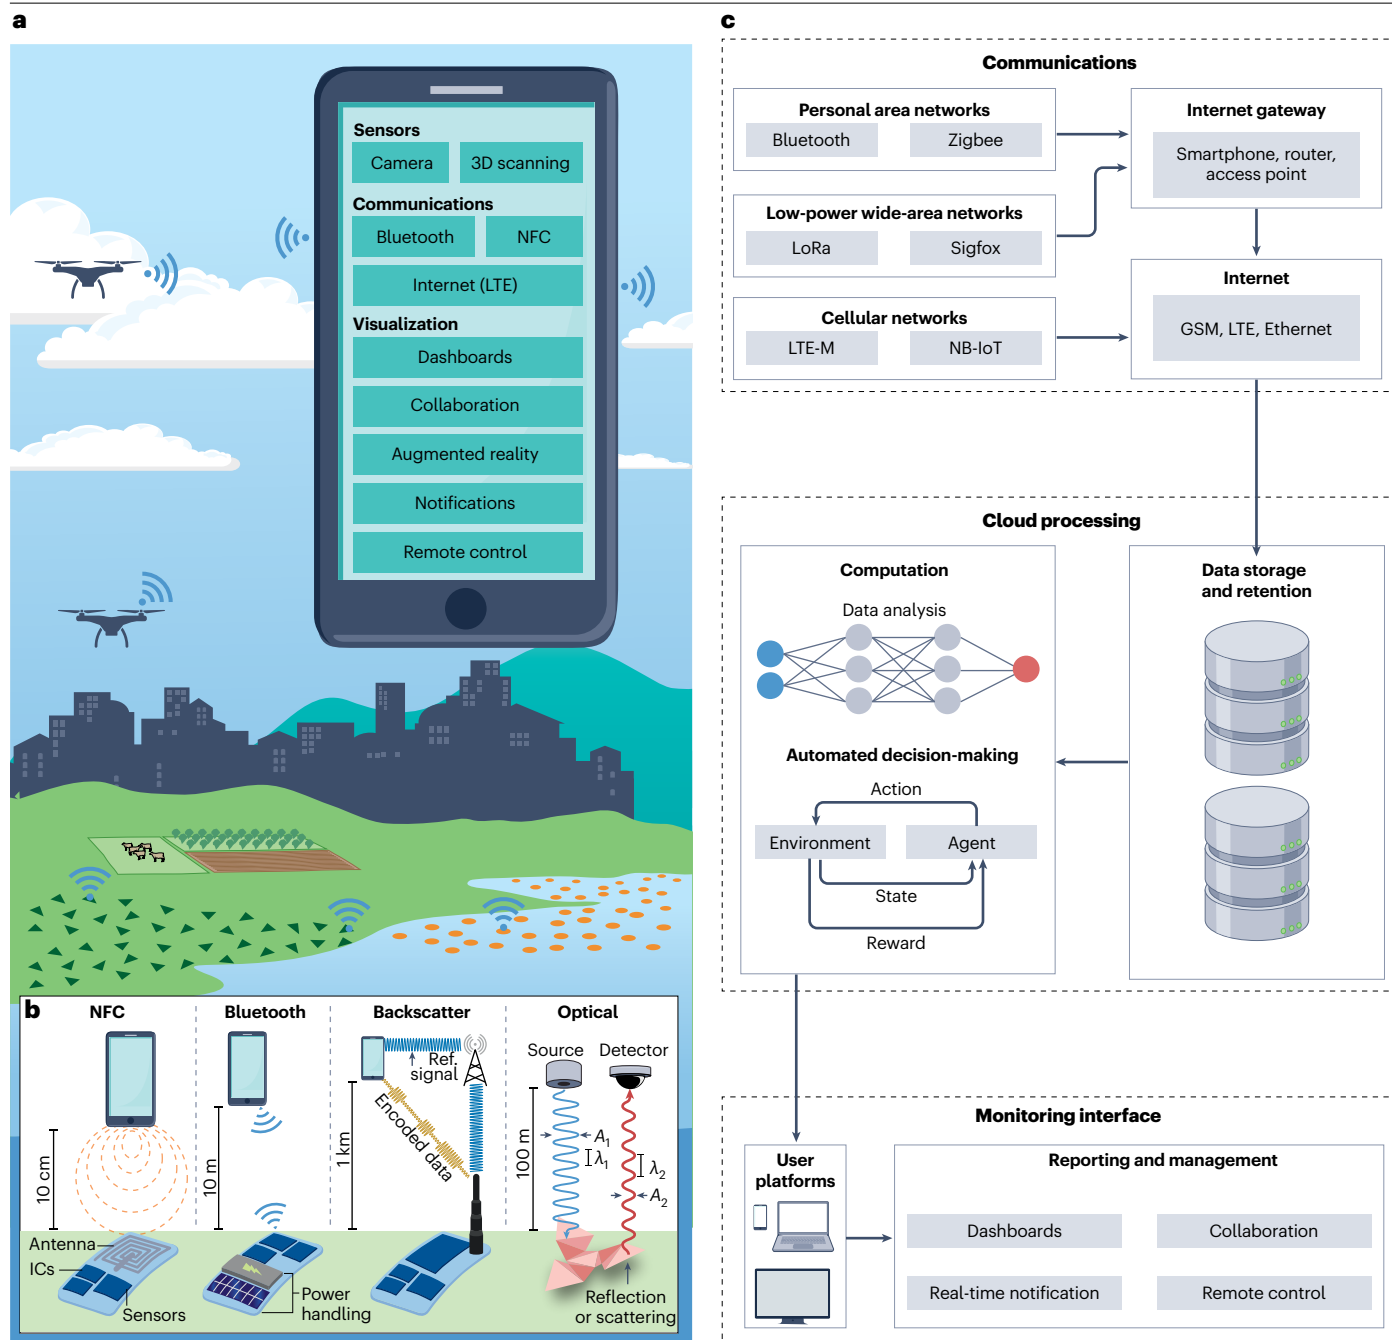 a
Sensors
Camera
3D scanning
Communications
Bluetooth
NFC
Internet (LTE)
Visualization
Dashboards
Collaboration
Augmented reality
Notifications
Remote control
b
NFC
10 cm
Antenna
ICs
Sensors
Bluetooth
10 m
Power
handling
Backscatter
Ref.
signal
Encoded data
1 km
Optical
Source
Detector
100 m
A1
λ1
λ2
A2
Reflection
or scattering
c
Communications
Personal area networks
Bluetooth
Zigbee
Low-power wide-area networks
LoRa
Sigfox
Cellular networks
LTE-M
NB-IoT
Internet gateway
Smartphone, router,
access point
Internet
GSM, LTE, Ethernet
Cloud processing
Computation
Data analysis
Automated decision-making
Action
Environment
Agent
State
Reward
Data storage
and retention
Monitoring interface
User
platforms
Reporting and management
Dashboards
Collaboration
Real-time notification
Remote control